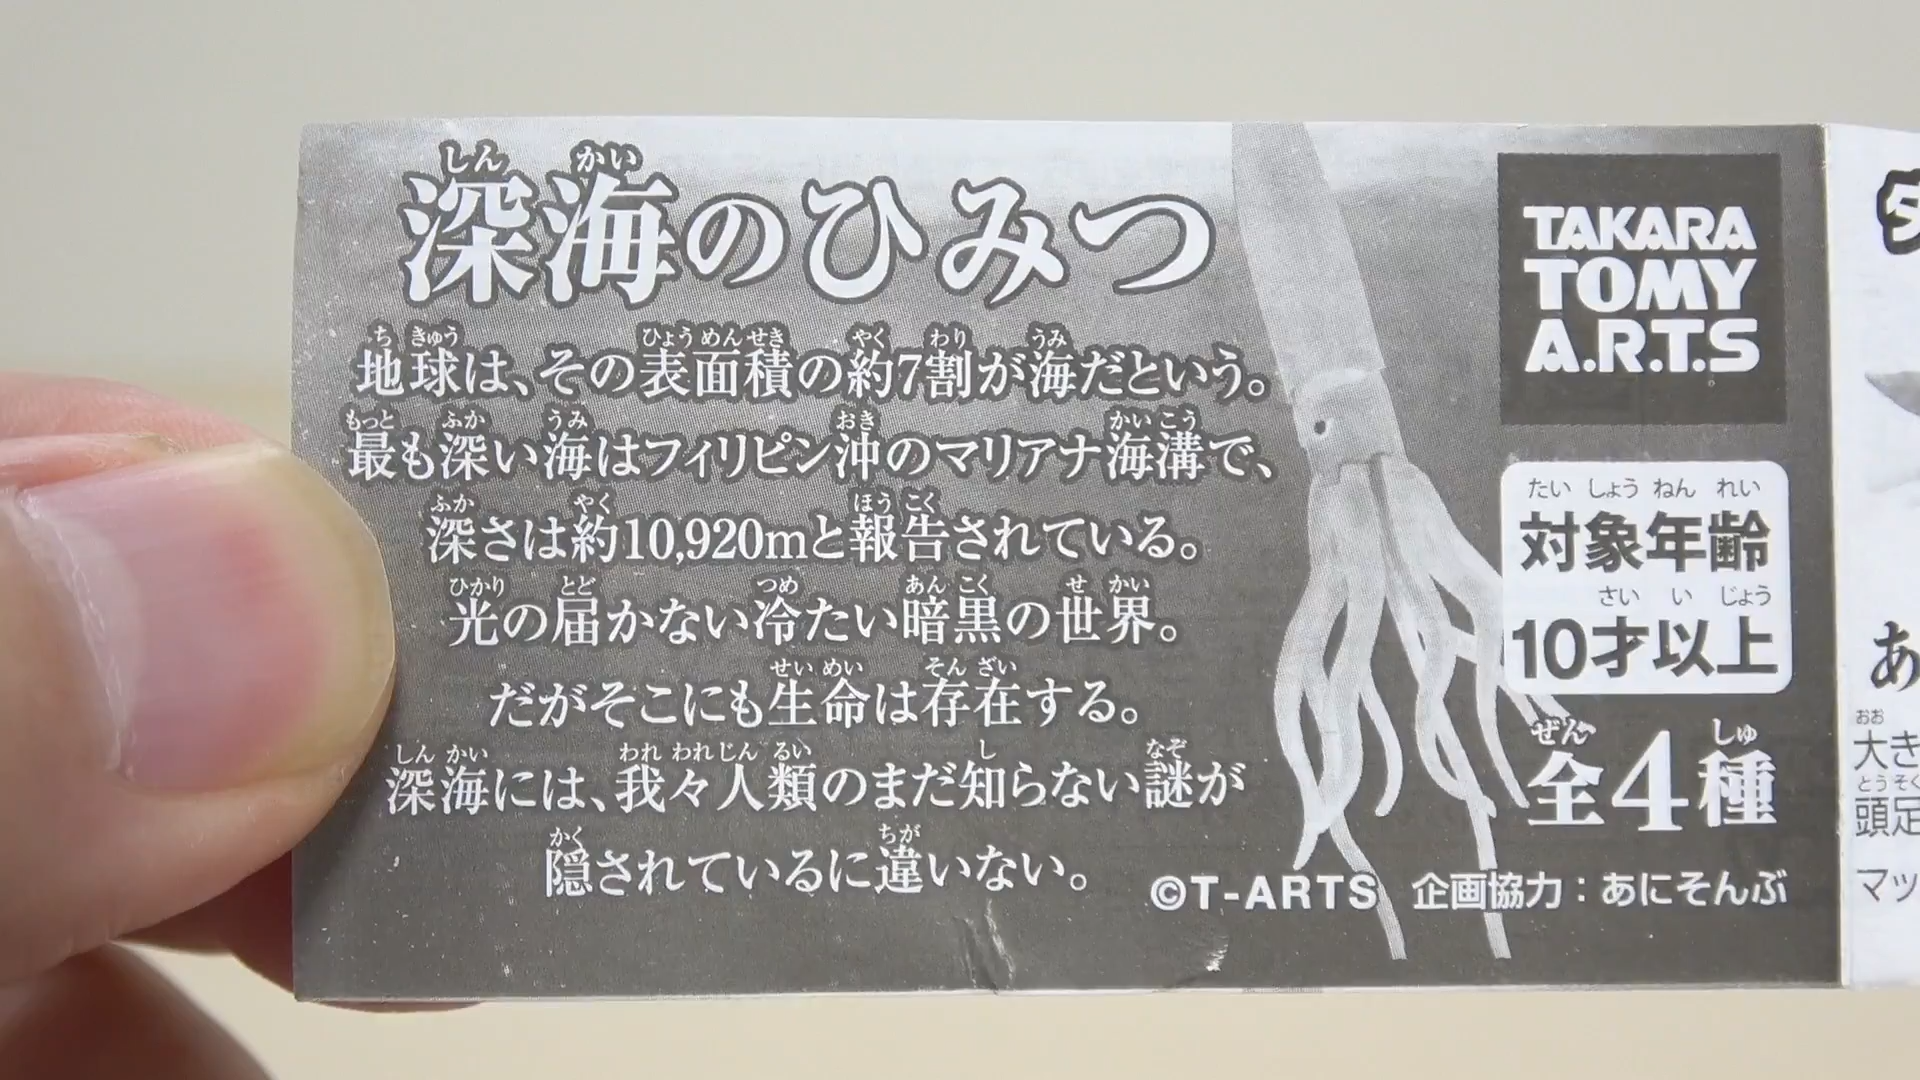 深海のひみつ
地球は、その表面積の約7割が海だという。
最も深い海はフィリピン沖のマリアナ海溝で、
深さは約10,920mと報告されている。
光の届かない冷たい暗黒の世界。
だがそこにも生命は存在する。
深海には、我々人類のまだ知らない謎が
隠されているに違いない。
©T-ARTS 企画協力：あにそんぶ
TAKARA
TOMY
A.R.T.S
対象年齢
10才以上
全4種
あ
大き
頭足
マッ